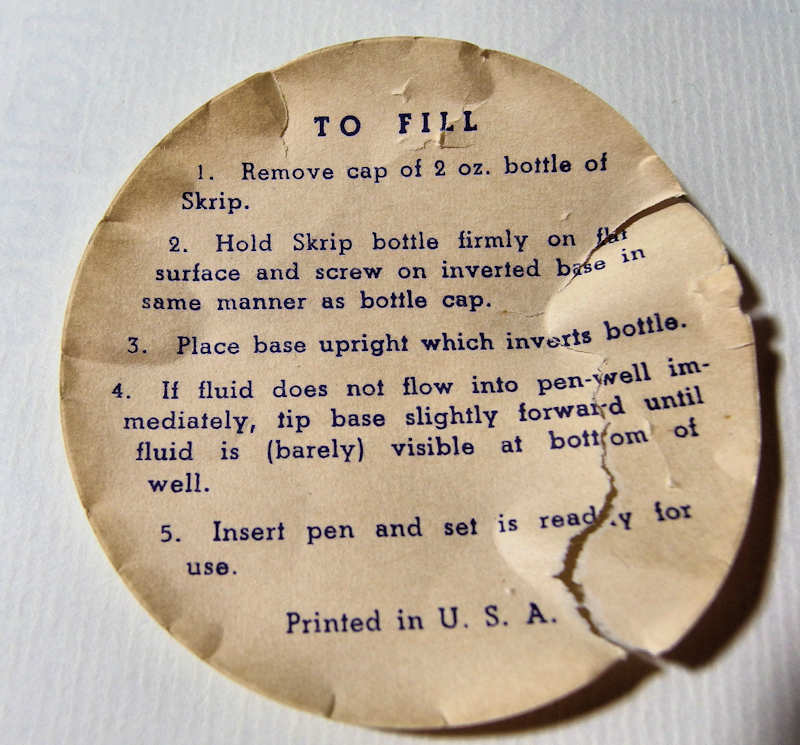 TO FILL
1. Remove cap of 2 oz. bottle of
Skrip.
2. Hold Skrip bottle firmly on flat
surface and screw on inverted base in
same manner as bottle cap.
3. Place base upright which inverts bottle.
4. If fluid does not flow into pen-well im-
mediately, tip base slightly forward until
fluid is (barely) visible at bottom of
well.
5. Insert pen and set is ready for
use.
Printed in U. S. A.